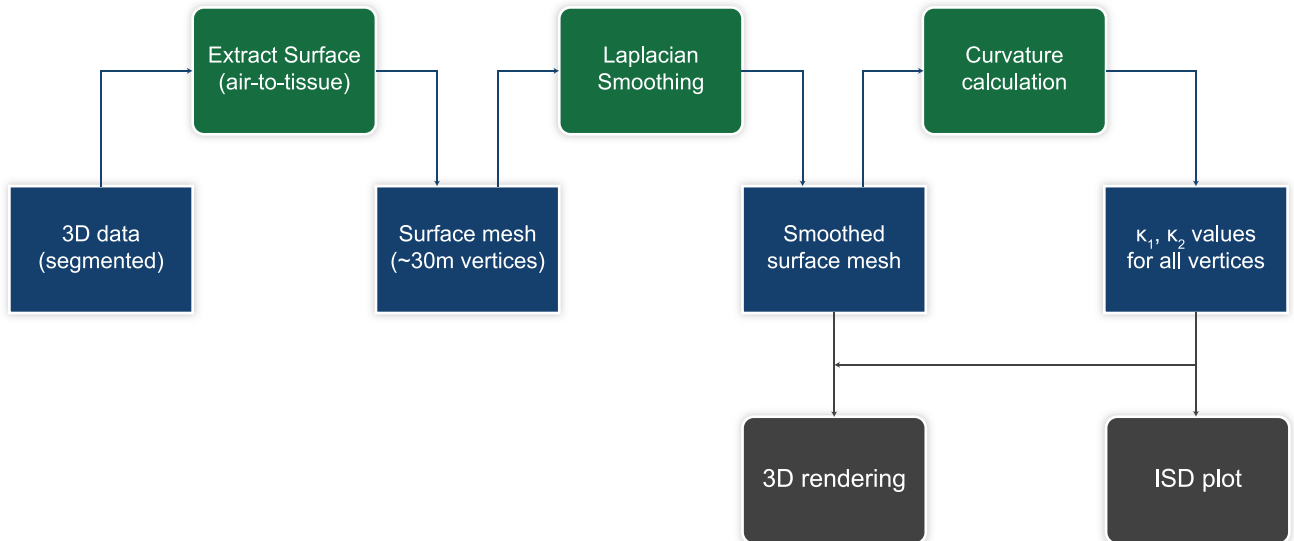 Extract Surface
(air-to-tissue)
Laplacian
Smoothing
Curvature
calculation
3D data
(segmented)
Surface mesh
(~30m vertices)
Smoothed
surface mesh
κ₁, κ₂ values
for all vertices
3D rendering
ISD plot